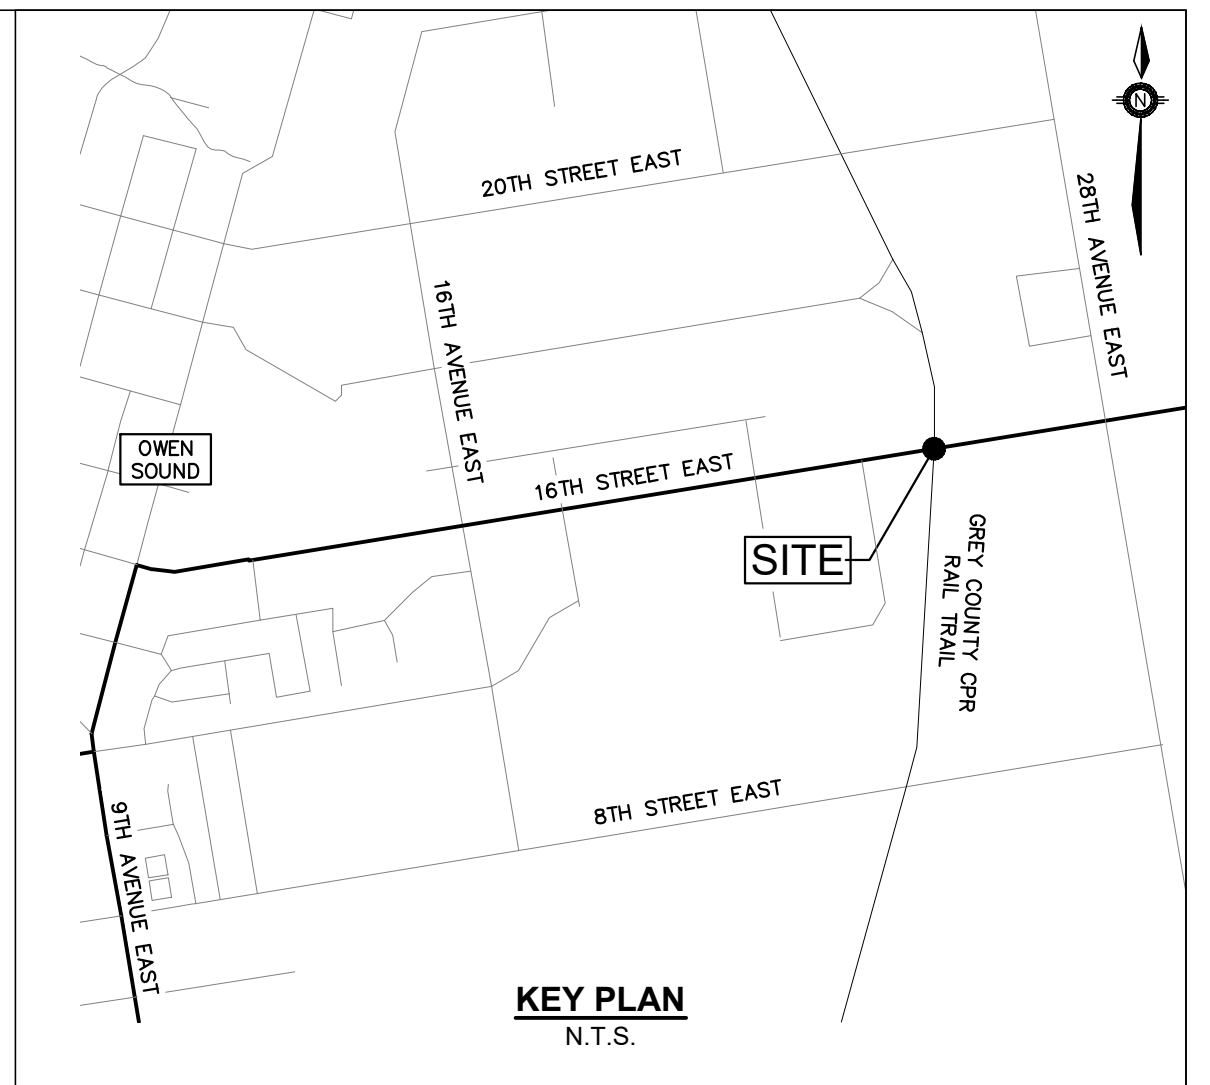 N
20TH STREET EAST
28TH AVENUE EAST
16TH AVENUE EAST
OWEN
SOUND
16TH STREET EAST
SITE
GREY COUNTY CPR
RAIL TRAIL
8TH STREET EAST
9TH AVENUE EAST
KEY PLAN
N.T.S.